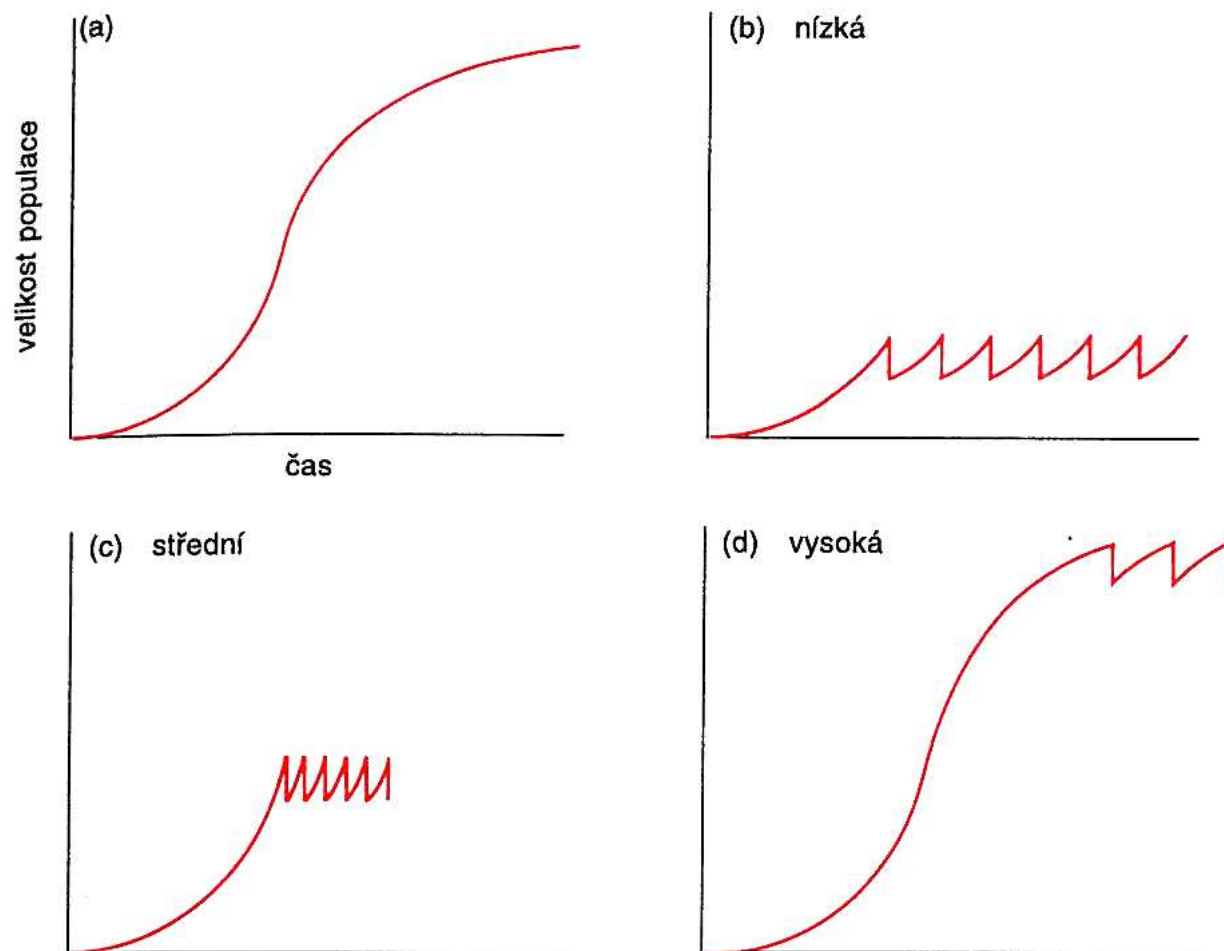 (a)
velikost populace
čas
(b) nízká
(c) střední
(d) vysoká